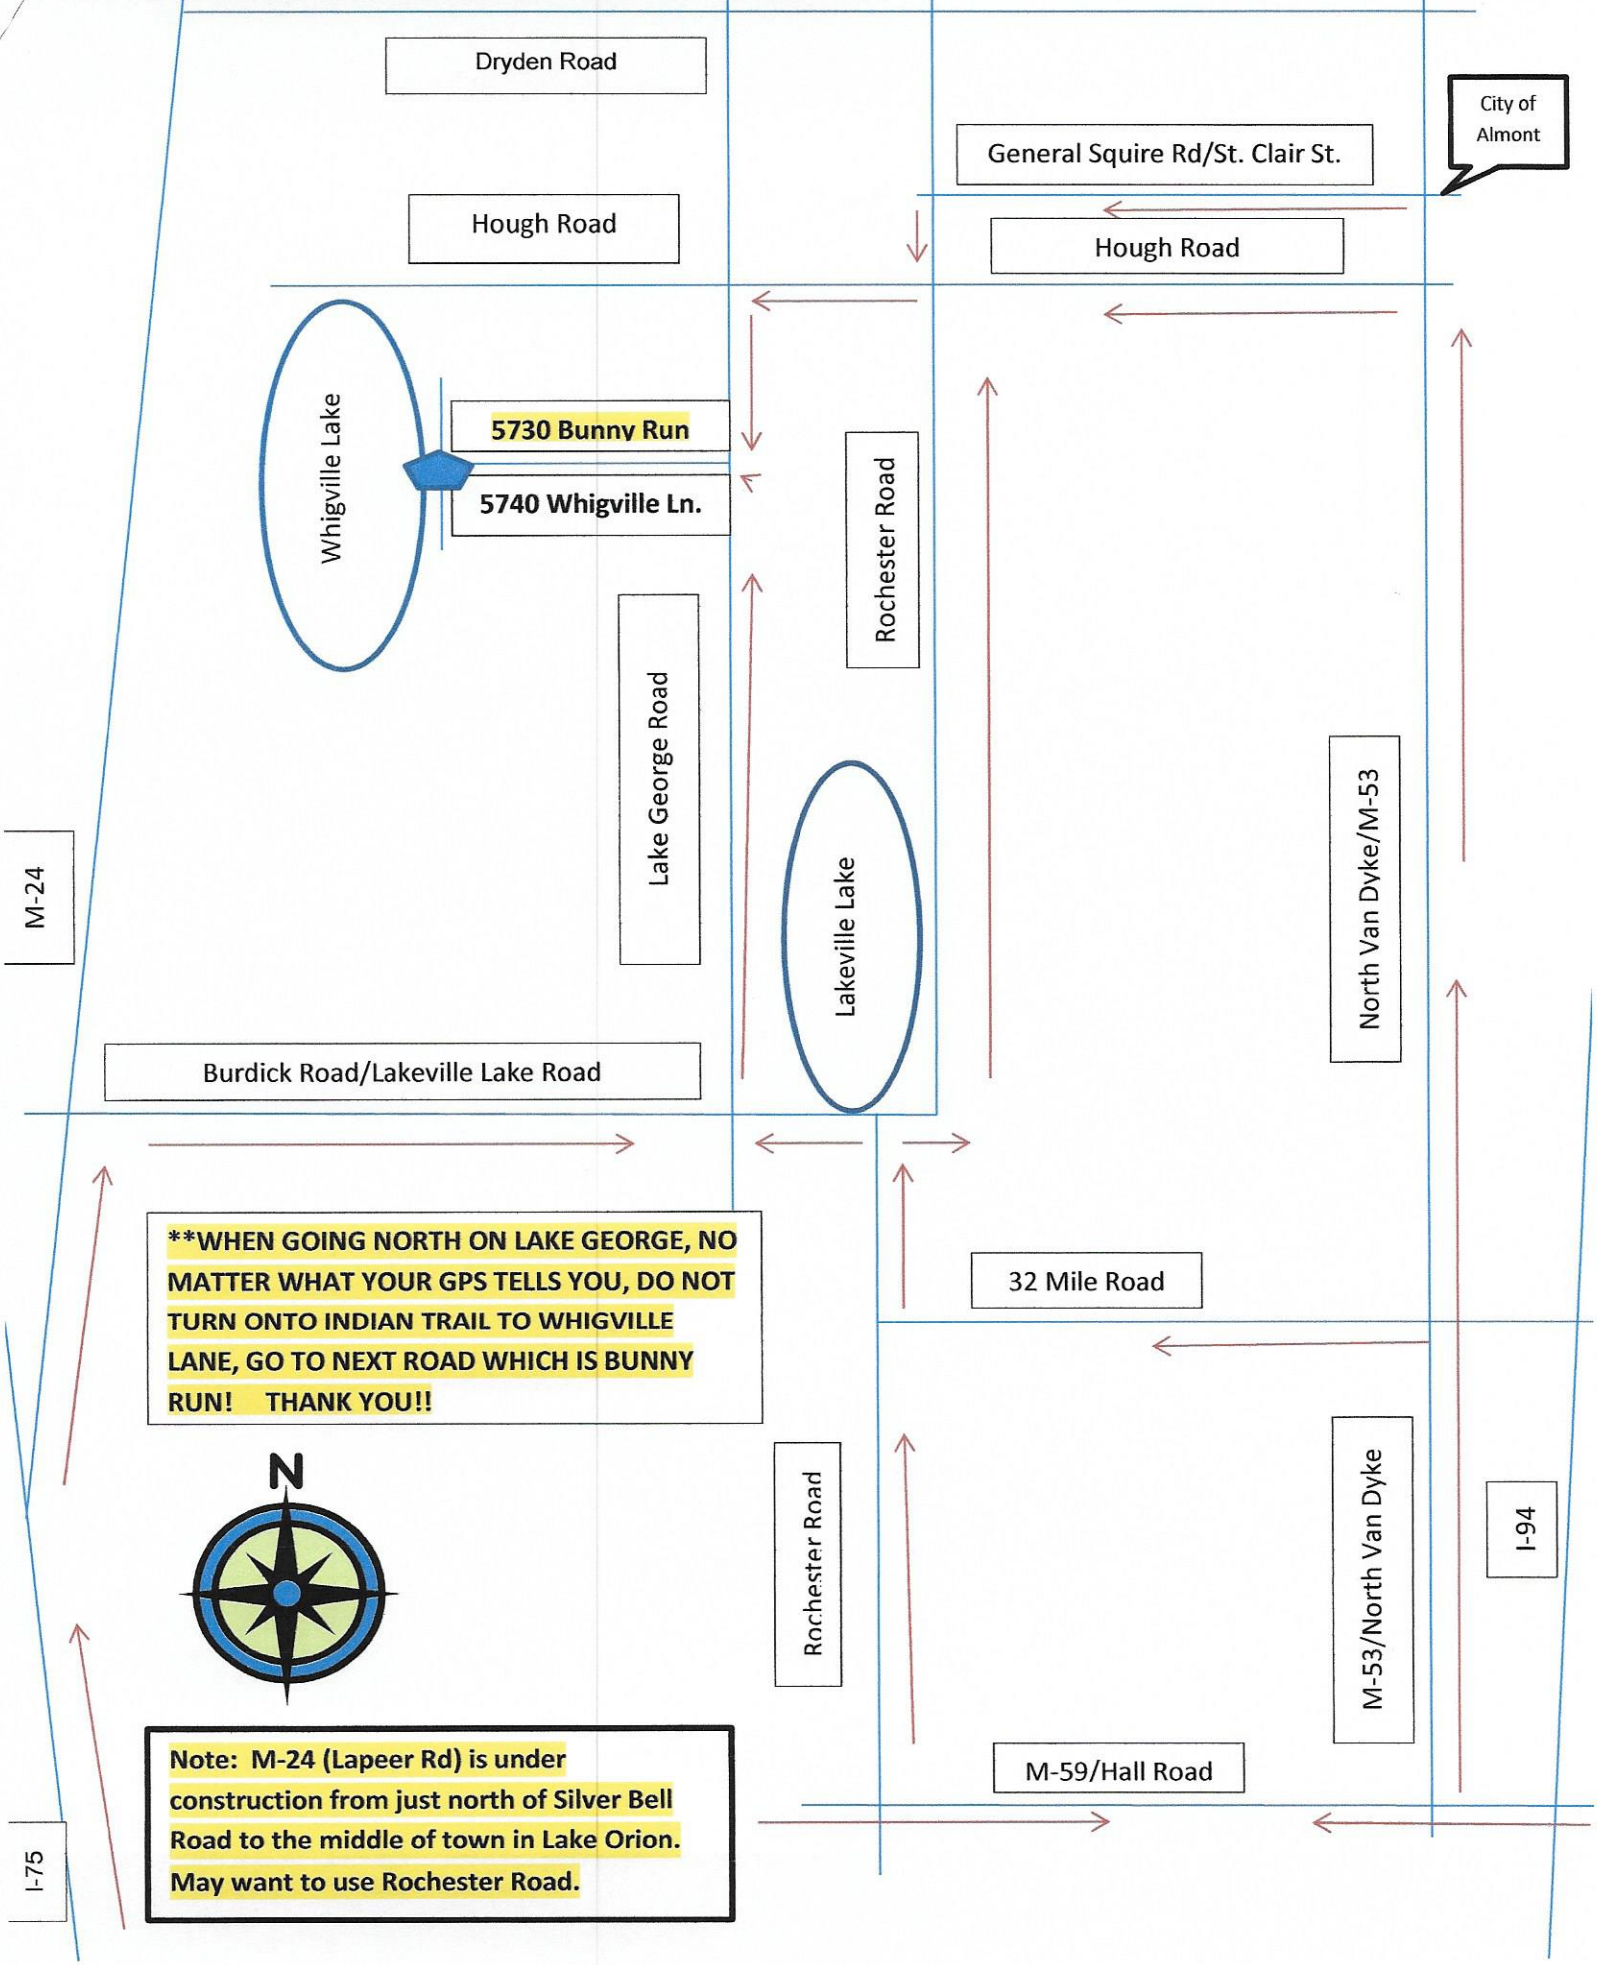 Dryden Road
City of
Almont
General Squire Rd/St. Clair St.
Hough Road
Hough Road
Whigville Lake
5730 Bunny Run
5740 Whigville Ln.
Rochester Road
Lake George Road
North Van Dyke/M-53
M-24
Lakeville Lake
Burdick Road/Lakeville Lake Road
**WHEN GOING NORTH ON LAKE GEORGE, NO
MATTER WHAT YOUR GPS TELLS YOU, DO NOT
TURN ONTO INDIAN TRAIL TO WHIGVILLE
LANE, GO TO NEXT ROAD WHICH IS BUNNY
RUN! THANK YOU!!
32 Mile Road
N
Rochester Road
M-53/North Van Dyke
I-94
Note: M-24 (Lapeer Rd) is under
construction from just north of Silver Bell
Road to the middle of town in Lake Orion.
May want to use Rochester Road.
M-59/Hall Road
I-75